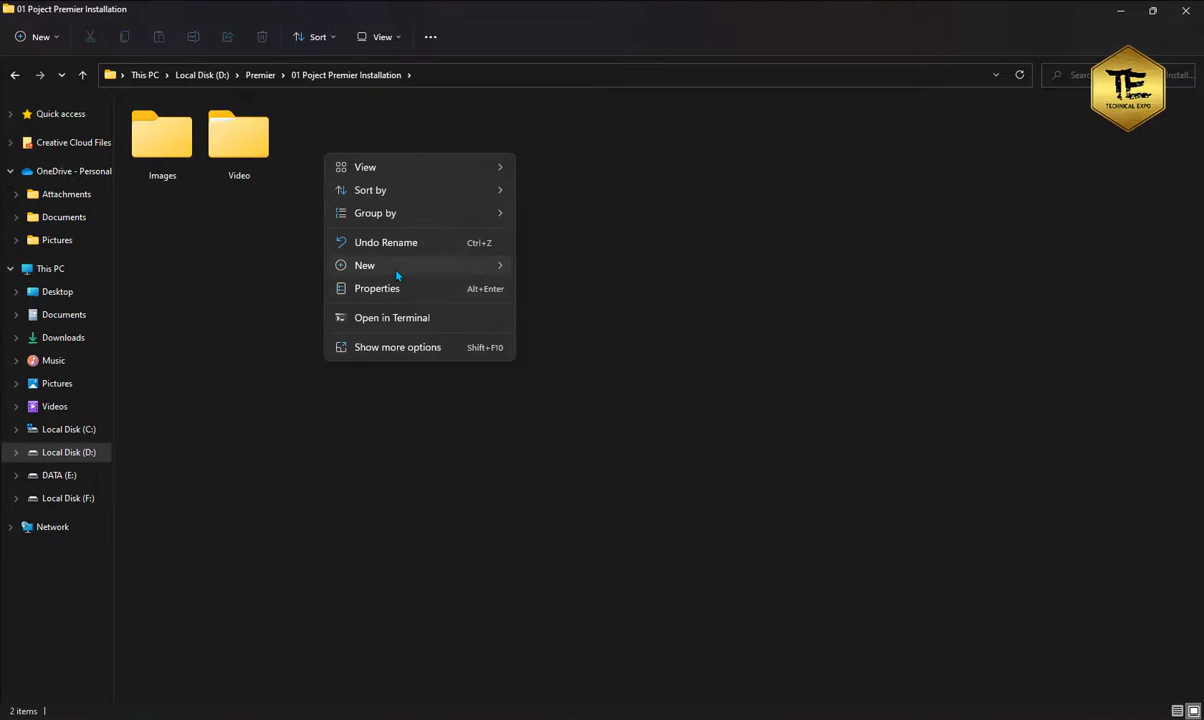 01 Poject Premier Installation
New
Sort
View
This PC
Local Disk (D:)
Premier
01 Poject Premier Installation
Install...
TE
TECHNICAL EXPO
Quick access
Creative Cloud Files
OneDrive - Personal
Attachments
Documents
Pictures
This PC
Desktop
Documents
Downloads
Music
Pictures
Videos
Local Disk (C:)
Local Disk (D:)
DATA (E:)
Local Disk (F:)
Network
Images
Video
View
Sort by
Group by
Undo Rename Ctrl+Z
New
Properties Alt+Enter
Open in Terminal
Show more options Shift+F10
2 items